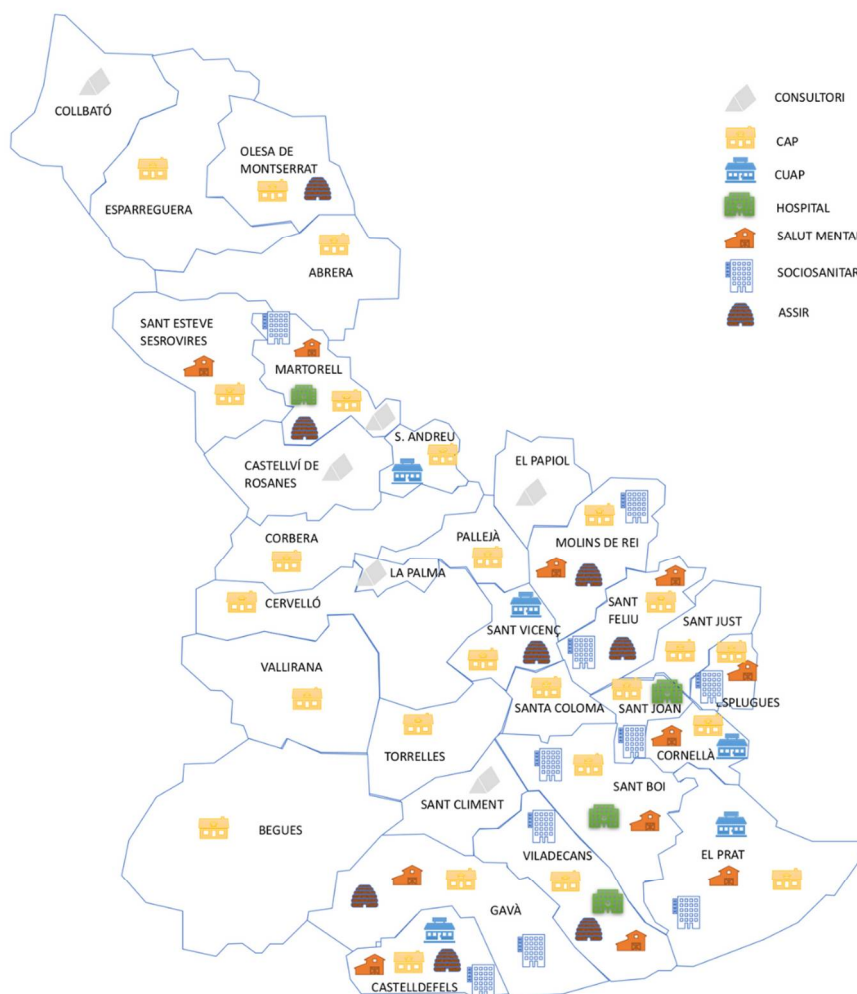 COLLBATÓ
OLESA DE
MONTSERRAT
ESPARREGUERA
ABRERA
SANT ESTEVE
SESROVIRES
MARTORELL
S. ANDREU
CASTELLVÍ DE
ROSANES
EL PAPIOL
CORBERA
PALLEJÀ
MOLINS DE REI
LA PALMA
CERVELLÓ
SANT
FELIU
SANT VICENÇ
SANT JUST
VALLIRANA
SANTA COLOMA
SANT JOAN
ESPLUGUES
TORRELLES
CORNELLÀ
SANT BOI
SANT CLIMENT
BEGUES
VILADECANS
EL PRAT
GAVÀ
CASTELLDEFELS
CONSULTORI
CAP
CUAP
HOSPITAL
SALUT MENTAL
SOCIOSANITAR
ASSIR